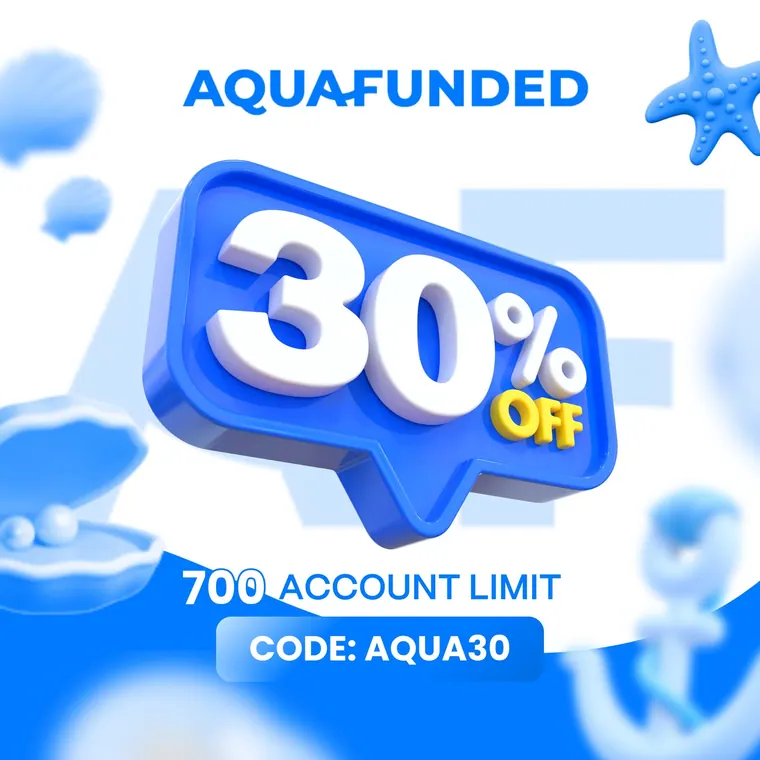 AQUAFUNDED
30%
OFF
700 ACCOUNT LIMIT
CODE: AQUA30